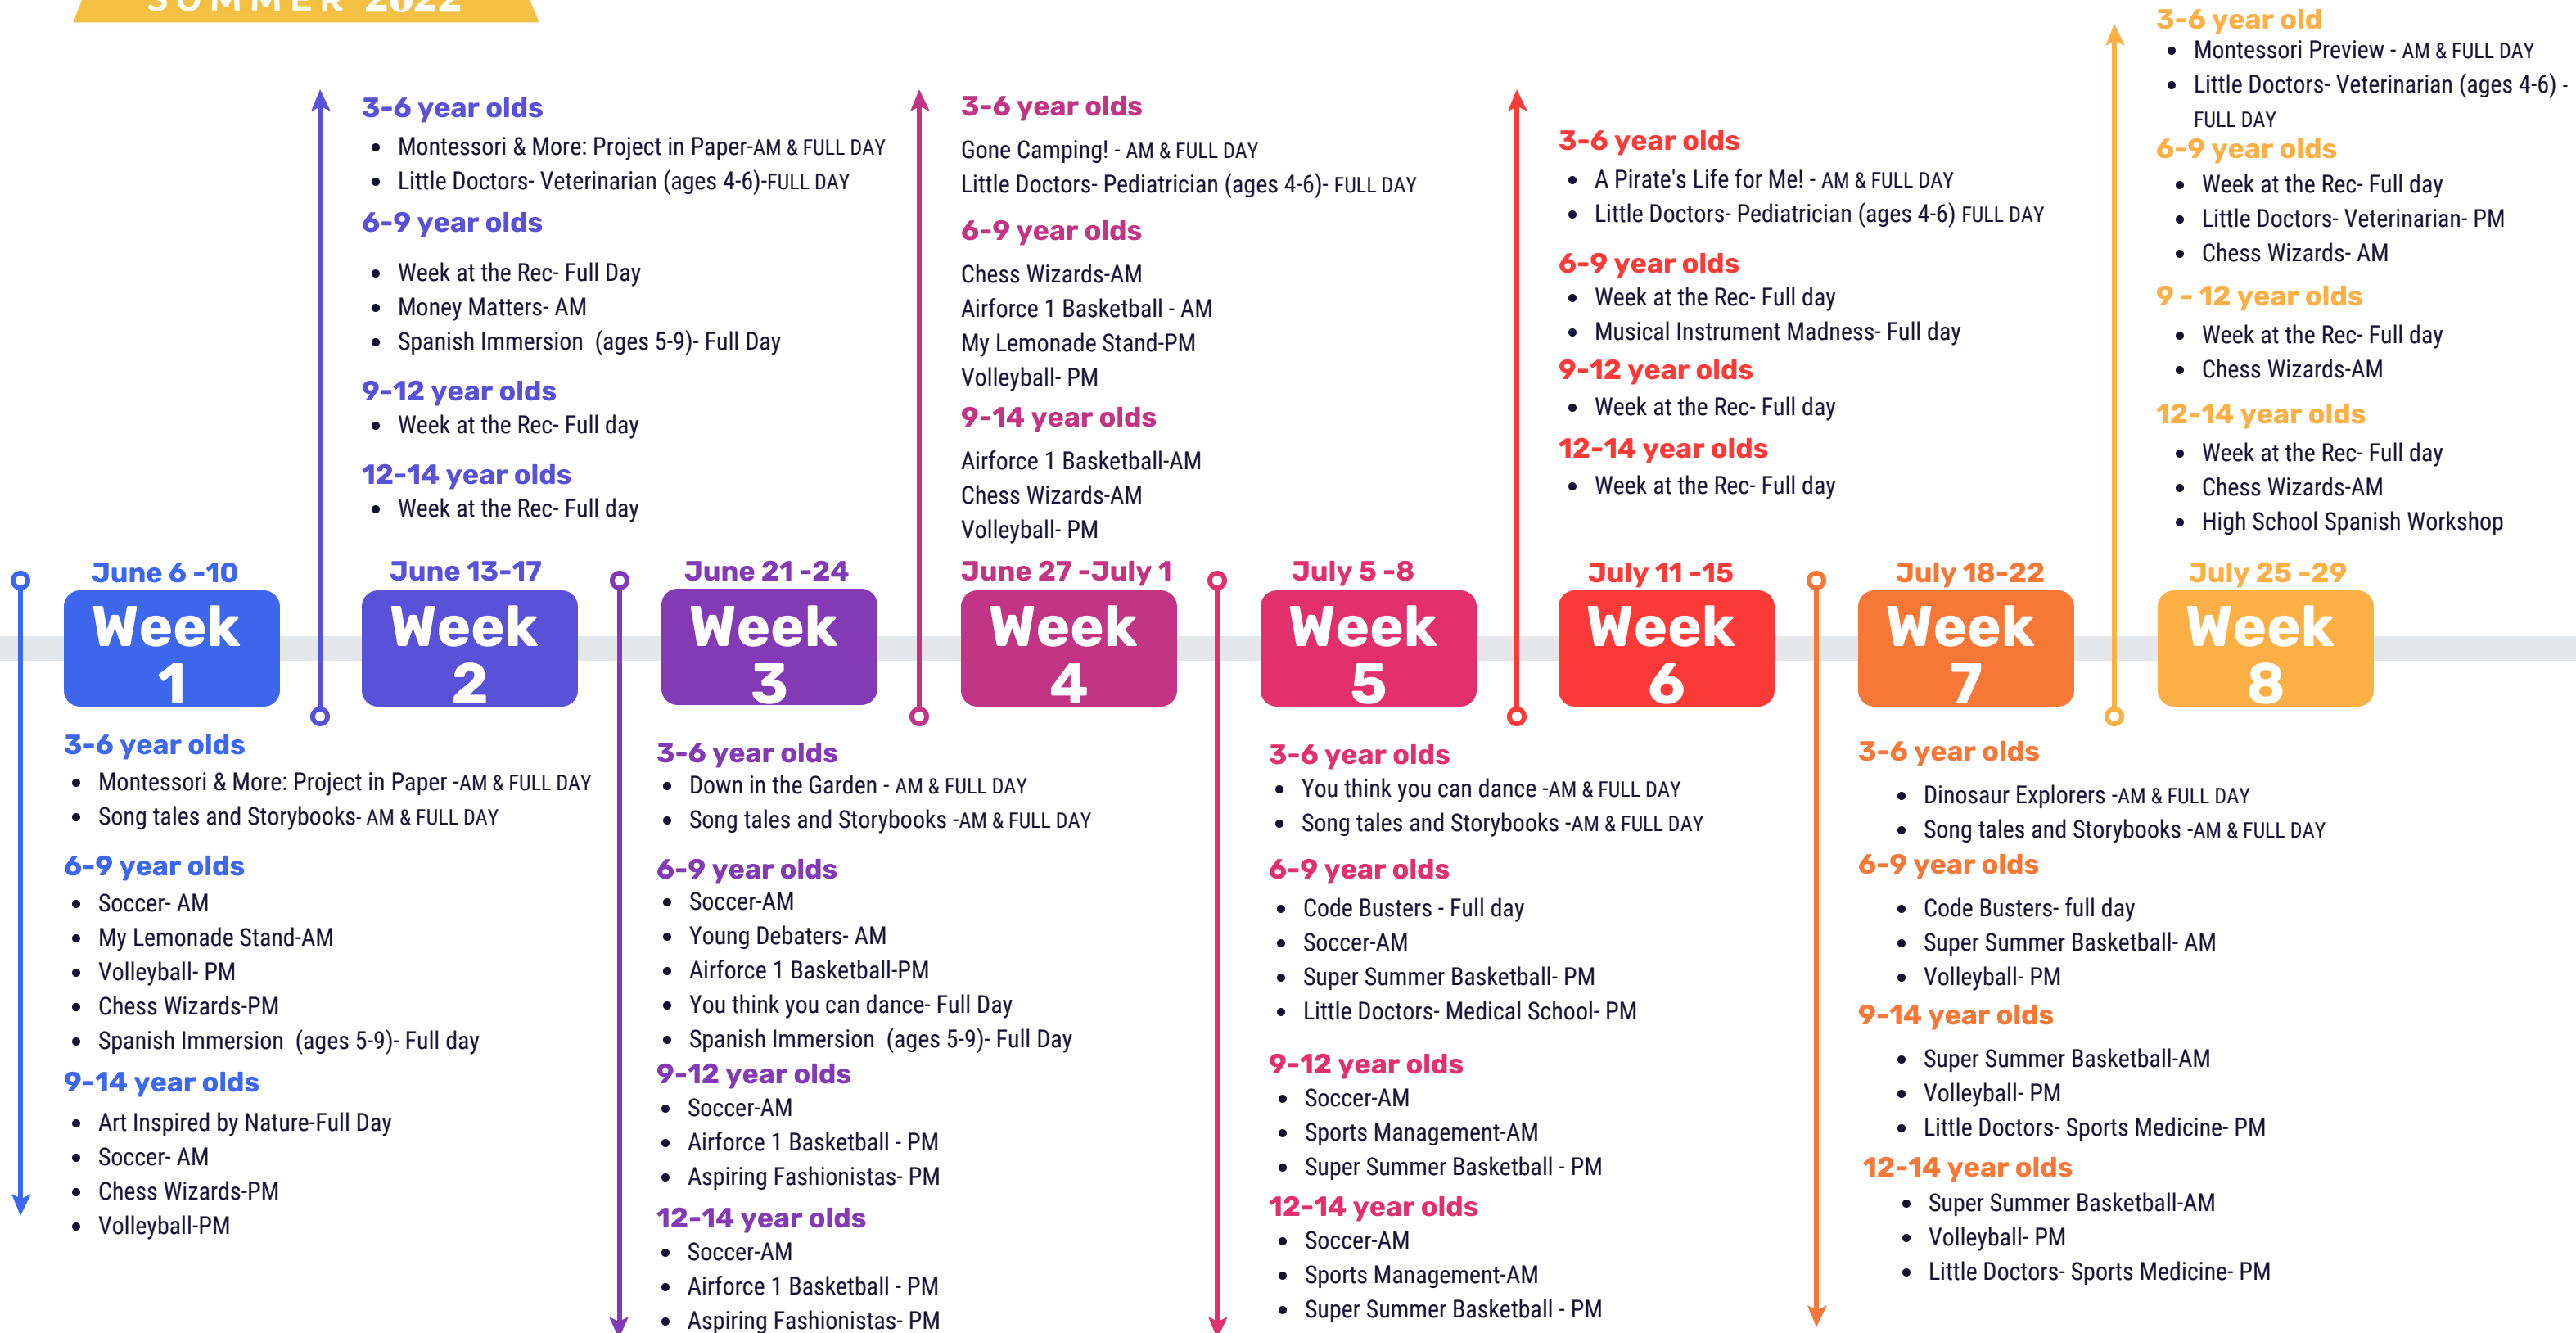 SUMMER 2022
3-6 year olds
• Montessori & More: Project in Paper-AM & FULL DAY
• Little Doctors- Veterinarian (ages 4-6)-FULL DAY
6-9 year olds
• Week at the Rec- Full Day
• Money Matters- AM
• Spanish Immersion (ages 5-9)- Full Day
9-12 year olds
• Week at the Rec- Full day
12-14 year olds
• Week at the Rec- Full day
3-6 year olds
Gone Camping! - AM & FULL DAY
Little Doctors- Pediatrician (ages 4-6)- FULL DAY
6-9 year olds
Chess Wizards-AM
Airforce 1 Basketball - AM
My Lemonade Stand-PM
Volleyball- PM
9-14 year olds
Airforce 1 Basketball-AM
Chess Wizards-AM
Volleyball- PM
3-6 year olds
• A Pirate's Life for Me! - AM & FULL DAY
• Little Doctors- Pediatrician (ages 4-6) FULL DAY
6-9 year olds
• Week at the Rec- Full day
• Musical Instrument Madness- Full day
9-12 year olds
• Week at the Rec- Full day
12-14 year olds
• Week at the Rec- Full day
3-6 year old
• Montessori Preview - AM & FULL DAY
• Little Doctors- Veterinarian (ages 4-6) -
FULL DAY
6-9 year olds
• Week at the Rec- Full day
• Little Doctors- Veterinarian- PM
• Chess Wizards- AM
9 - 12 year olds
• Week at the Rec- Full day
• Chess Wizards-AM
12-14 year olds
• Week at the Rec- Full day
• Chess Wizards-AM
• High School Spanish Workshop
June 6 -10
Week
1
June 13-17
Week
2
June 21 -24
Week
3
June 27 -July 1
Week
4
July 5 -8
Week
5
July 11 -15
Week
6
July 18-22
Week
7
July 25 -29
Week
8
3-6 year olds
• Montessori & More: Project in Paper -AM & FULL DAY
• Song tales and Storybooks- AM & FULL DAY
6-9 year olds
• Soccer- AM
• My Lemonade Stand-AM
• Volleyball- PM
• Chess Wizards-PM
• Spanish Immersion (ages 5-9)- Full day
9-14 year olds
• Art Inspired by Nature-Full Day
• Soccer- AM
• Chess Wizards-PM
• Volleyball-PM
3-6 year olds
• Down in the Garden - AM & FULL DAY
• Song tales and Storybooks -AM & FULL DAY
6-9 year olds
• Soccer-AM
• Young Debaters- AM
• Airforce 1 Basketball-PM
• You think you can dance- Full Day
• Spanish Immersion (ages 5-9)- Full Day
9-12 year olds
• Soccer-AM
• Airforce 1 Basketball - PM
• Aspiring Fashionistas- PM
12-14 year olds
• Soccer-AM
• Airforce 1 Basketball - PM
• Aspiring Fashionistas- PM
3-6 year olds
• You think you can dance -AM & FULL DAY
• Song tales and Storybooks -AM & FULL DAY
6-9 year olds
• Code Busters - Full day
• Soccer-AM
• Super Summer Basketball- PM
• Little Doctors- Medical School- PM
9-12 year olds
• Soccer-AM
• Sports Management-AM
• Super Summer Basketball - PM
12-14 year olds
• Soccer-AM
• Sports Management-AM
• Super Summer Basketball - PM
3-6 year olds
• Dinosaur Explorers -AM & FULL DAY
• Song tales and Storybooks -AM & FULL DAY
6-9 year olds
• Code Busters- full day
• Super Summer Basketball- AM
• Volleyball- PM
9-14 year olds
• Super Summer Basketball-AM
• Volleyball- PM
• Little Doctors- Sports Medicine- PM
12-14 year olds
• Super Summer Basketball-AM
• Volleyball- PM
• Little Doctors- Sports Medicine- PM